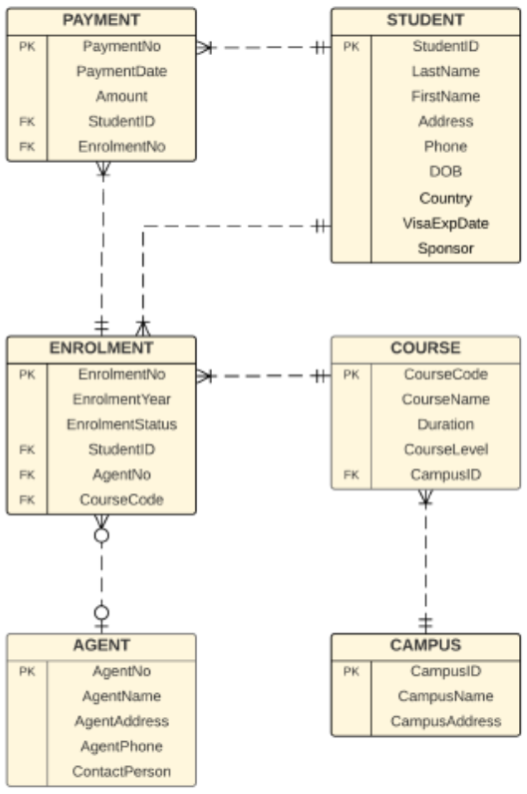 PAYMENT
PK PaymentNo
PaymentDate
Amount
FK StudentID
FK EnrolmentNo
STUDENT
PK StudentID
LastName
FirstName
Address
Phone
DOB
Country
VisaExpDate
Sponsor
ENROLMENT
PK EnrolmentNo
EnrolmentYear
EnrolmentStatus
FK StudentID
FK AgentNo
FK CourseCode
COURSE
PK CourseCode
CourseName
Duration
CourseLevel
FK CampusID
AGENT
PK AgentNo
AgentName
AgentAddress
AgentPhone
ContactPerson
CAMPUS
PK CampusID
CampusName
CampusAddress